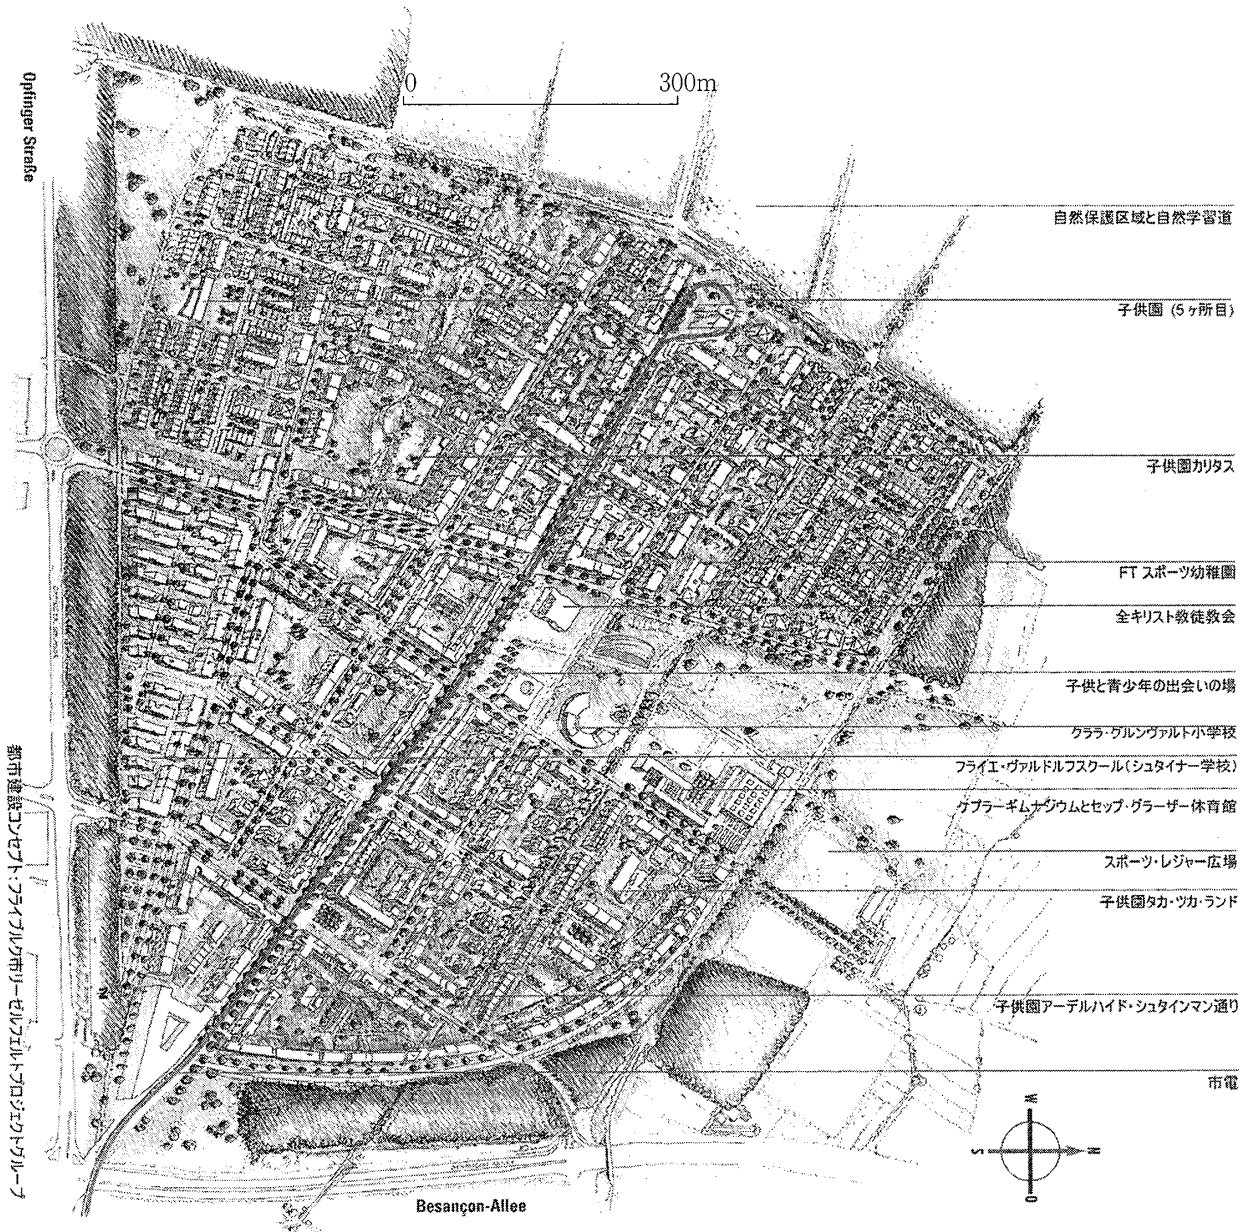 0 300m
Opfinger Straße
自然保護区域と自然学習道
子供園 (5ヶ所目)
子供園カリタス
FT スポーツ幼稚園
全キリスト教徒教会
子供と青少年の出会いの場
クララ・グルンヴァルト小学校
フライエ・ヴァルドルフスクール(シュタイナー学校)
ケプラーギムナジウムとセップ・グラーザー体育館
スポーツ・レジャー広場
子供園タカ・ツカ・ランド
子供園アーデルハイド・シュタインマン通り
市電
都市建設コンセプト・フライブルク市リーゼルフェルトプロジェクトグループ
W
S N
O
Besançon-Allee